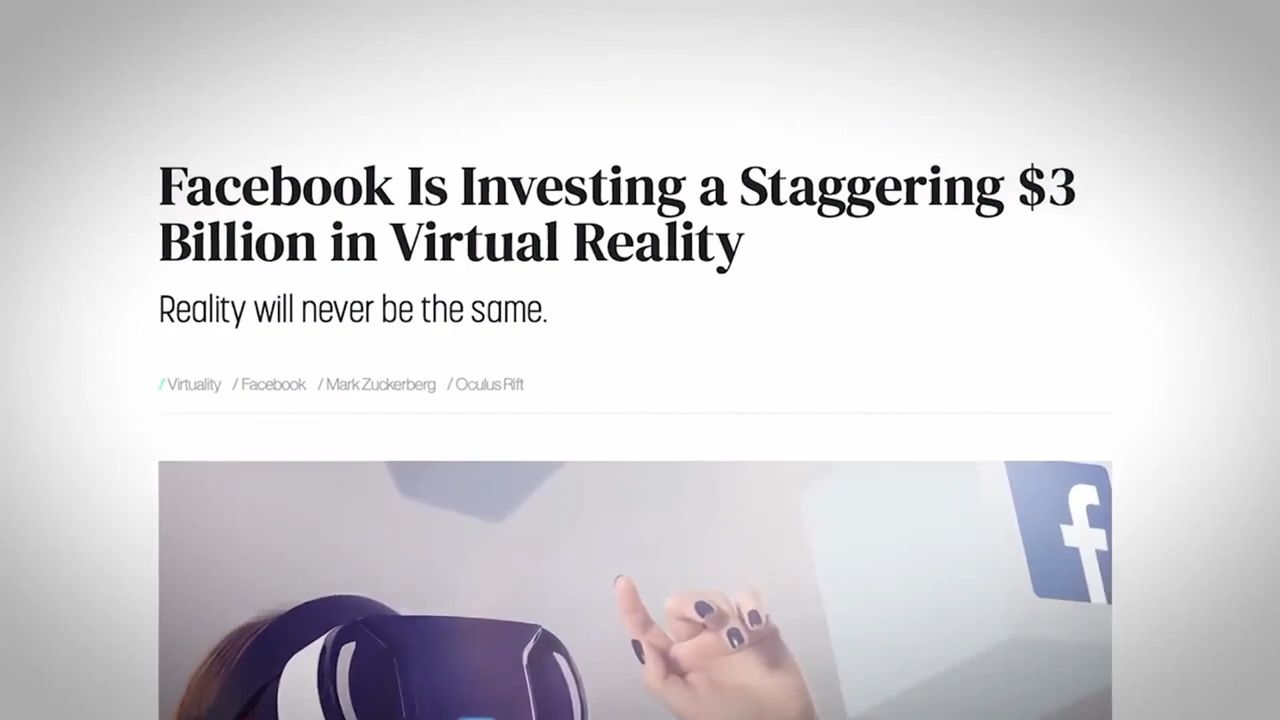 Facebook Is Investing a Staggering $3
Billion in Virtual Reality
Reality will never be the same.
/ Virtuality / Facebook / Mark Zuckerberg / Oculus Rift
f